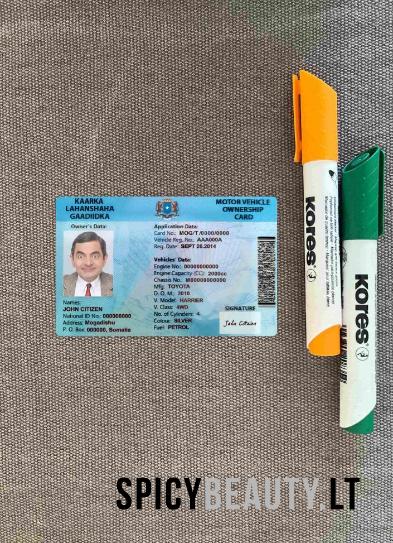 KAARKA
LAHANSHAHA
GAADIIDKA
MOTOR VEHICLE
OWNERSHIP
CARD
Owner's Data:
Names:
JOHN CITIZEN
National ID No: 000000000
Address: Mogadishu
P. O. Box: 000000, Somalia
Application Data:
Card No.: MOG/T /0000/0000
Vehicle Reg. No.: AAA000A
Reg. Date: SEPT 26.2014
Vehicles' Data:
Engine No: 00000000000
Engine Capacity (CC): 2000cc
Chassis No.: M00000000000
Mfg: TOYOTA
D. O. M.: 2010
V. Model: HARRIER
V. Class: 4WD
No. of Cylinders: 4
Colour: SILVER
Fuel: PETROL
SIGNATURE
John Citizen
kores
kores
SPICYBEAUTY.LT